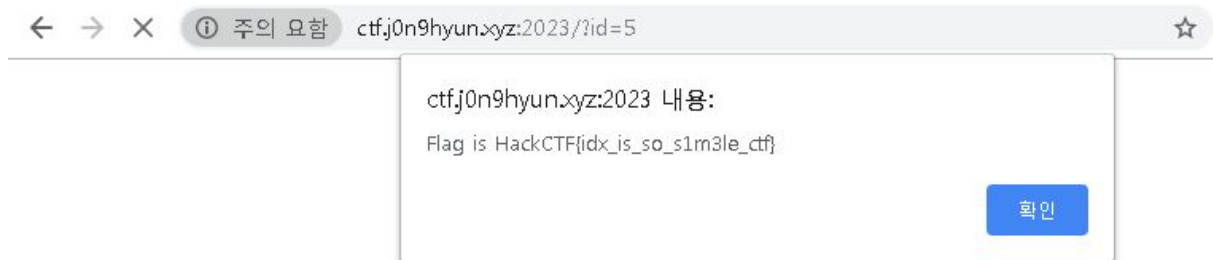 주의 요함 ctf.j0n9hyun.xyz:2023/?id=5
ctf.j0n9hyun.xyz:2023 내용:
Flag is HackCTF{idx_is_so_s1m3le_ctf}
확인